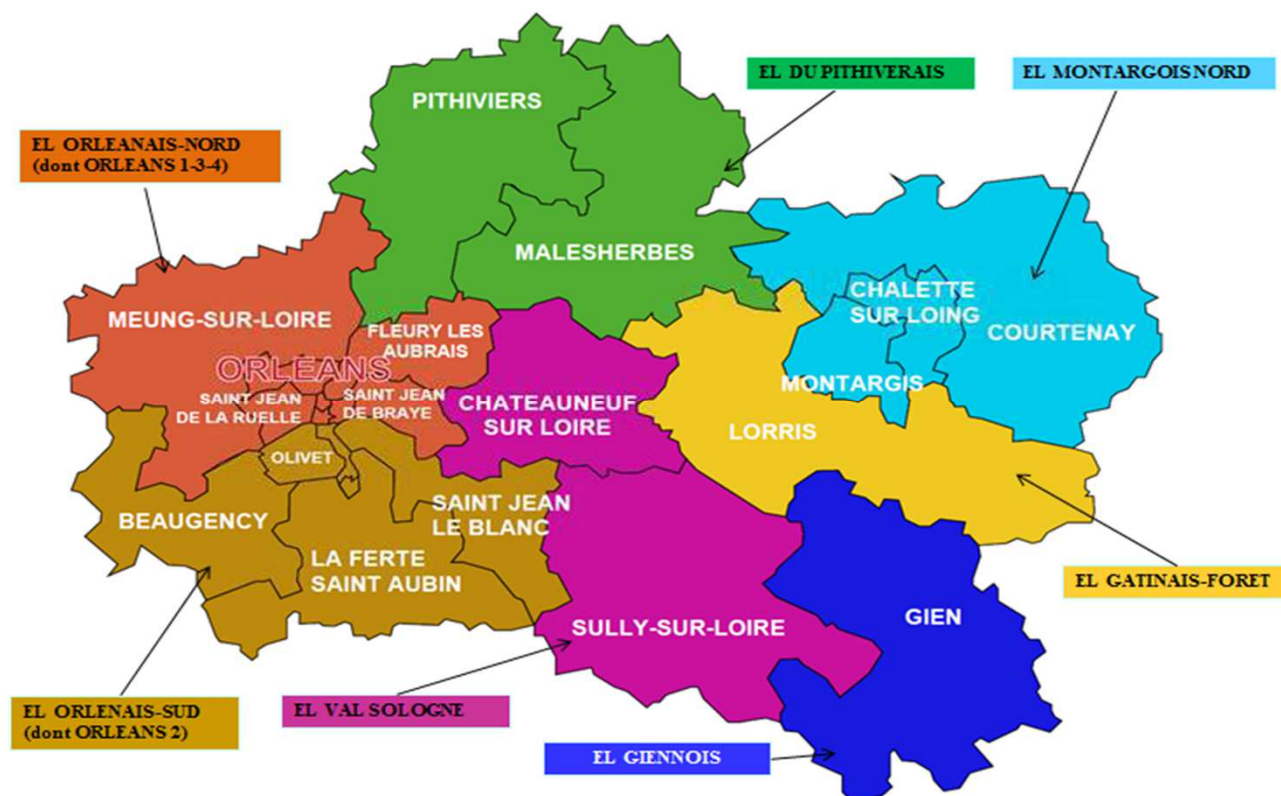 EL DU PITHIVERAIS
EL MONTARGOIS NORD
PITHIVIERS
EL ORLEANAIS-NORD
(dont ORLEANS 1-3-4)
MALESHERBES
MEUNG-SUR-LOIRE
FLEURY LES
AUBRAIS
CHALETTE
SUR LOING
COURTENAY
ORLEANS
SAINT JEAN
DE LA RUELLE
SAINT JEAN
DE BRAYE
MONTARGIS
CHATEAUNEUF
SUR LOIRE
LORRIS
OLIVET
BEAUGENCY
SAINT JEAN
LE BLANC
LA FERTE
SAINT AUBIN
EL GATINAIS-FORET
SULLY-SUR-LOIRE
GIEN
EL ORLENAIS-SUD
(dont ORLEANS 2)
EL VAL SOLOGNE
EL GIENNOIS